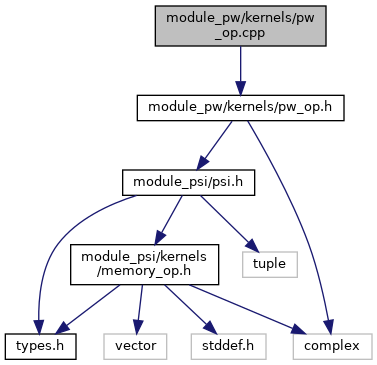 module_pw/kernels/pw
_op.cpp
module_pw/kernels/pw_op.h
module_psi/psi.h
module_psi/kernels
/memory_op.h
tuple
types.h
vector
stddef.h
complex